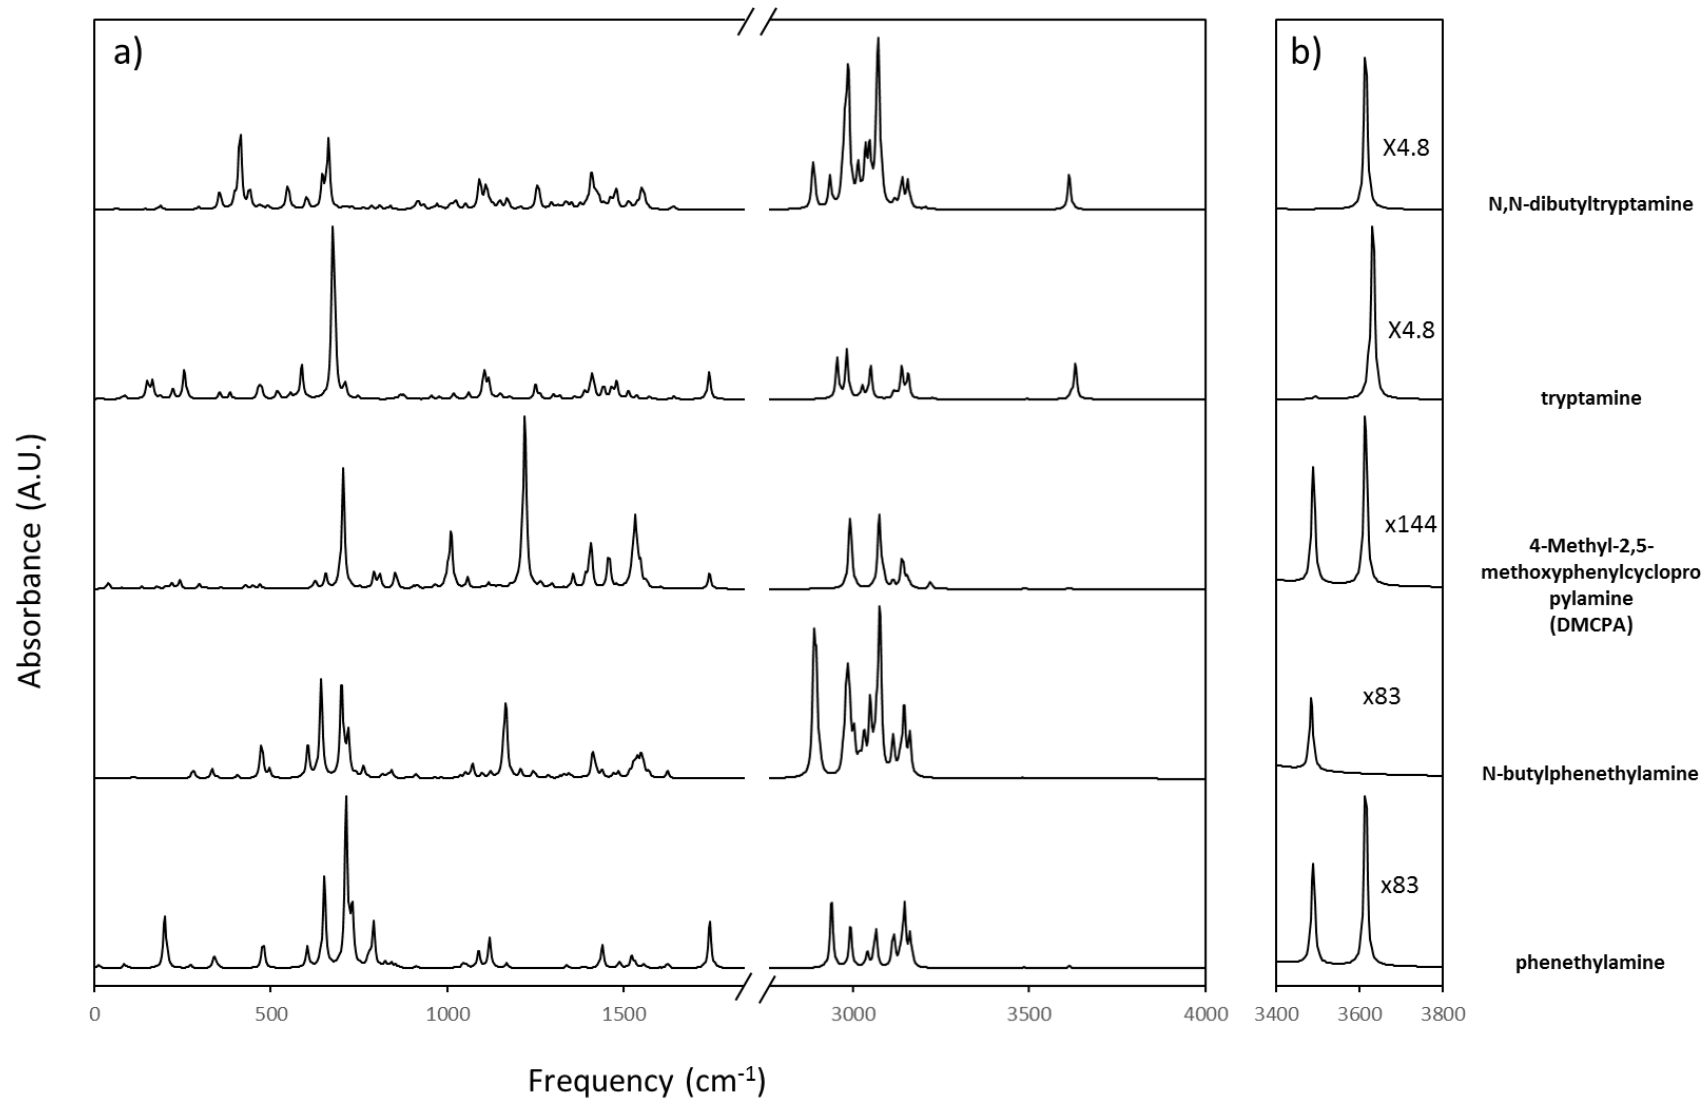 a)
b)
X4.8
N,N-dibutyltryptamine
X4.8
tryptamine
x144
4-Methyl-2,5-
methoxyphenylcyclopro
pylamine
(DMCPA)
x83
N-butylphenethylamine
x83
phenethylamine
Absorbance (A.U.)
0 500 1000 1500 3000 3500 4000 3400 3600 3800
Frequency (cm-1)